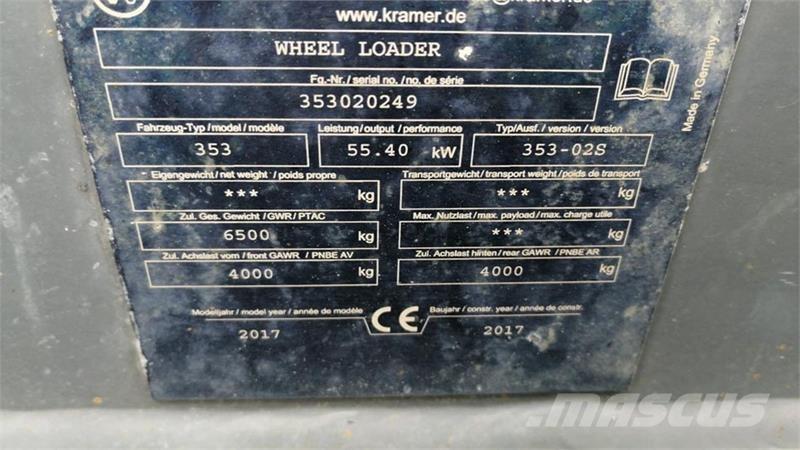 www.kramer.de
WHEEL LOADER
Fg.-Nr./serial no./no. de série
353020249
Fahrzeug-Typ/model/modèle Leistung/output/performance Typ/Ausf./version/version
353 55.40 kW 353-02S
Eigengewicht/net weight/poids propre Transportgewicht/transport weight/poids de transport
*** kg *** kg
Zul. Ges. Gewicht/GWR/PTAC Max. Nutzlast/max. payload/max. charge utile
6500 kg *** kg
Zul. Achslast vorn/front GAWR/PNBE AV Zul. Achslast hinten/rear GAWR/PNBE AR
4000 kg 4000 kg
Modelljahr/model year/année de modèle CE Baujahr/constr. year/année de constr.
2017 2017
Made in Germany
MASCUS